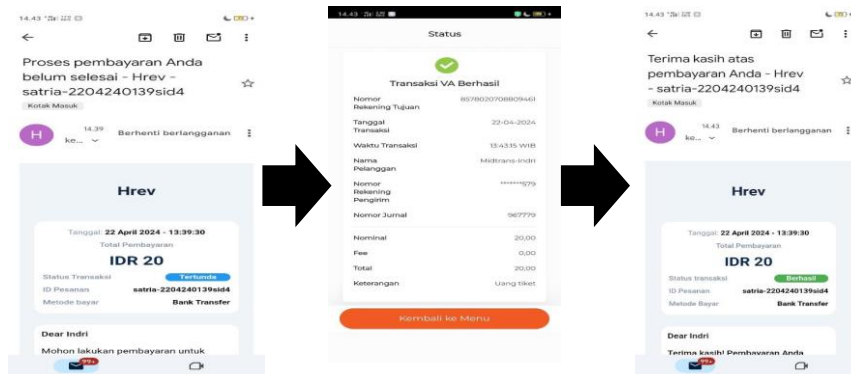 14.43
Proses pembayaran Anda
belum selesai - Hrev -
satria-2204240139sid4
Kotak Masuk
H
14.39
ke...
Berhenti berlangganan
Hrev
Tanggal: 22 April 2024 - 13:39:30
Total Pembayaran
IDR 20
Status Transaksi Tertunda
ID Pesanan satria-2204240139sid4
Metode bayar Bank Transfer
Dear Indri
Mohon lakukan pembayaran untuk
99+
14.43
Status
Transaksi VA Berhasil
Nomor
Rekening Tujuan 8578020708809461
Tanggal
Transaksi 22-04-2024
Waktu Transaksi 13:43:15 WIB
Nama
Pelanggan Midtrans-Indri
Nomor
Rekening
Pengirim *******579
Nomor Jurnal 967779
Nominal 20,00
Fee 0,00
Total 20,00
Keterangan Uang tiket
Kembali ke Menu
14.43
Terima kasih atas
pembayaran Anda - Hrev
- satria-2204240139sid4
Kotak Masuk
H
14.43
ke...
Berhenti berlangganan
Hrev
Tanggal: 22 April 2024 - 13:39:30
Total Pembayaran
IDR 20
Status transaksi Berhasil
ID Pesanan satria-2204240139sid4
Metode Bayar Bank Transfer
Dear Indri
Terima kasih! Pembayaran Anda
99+